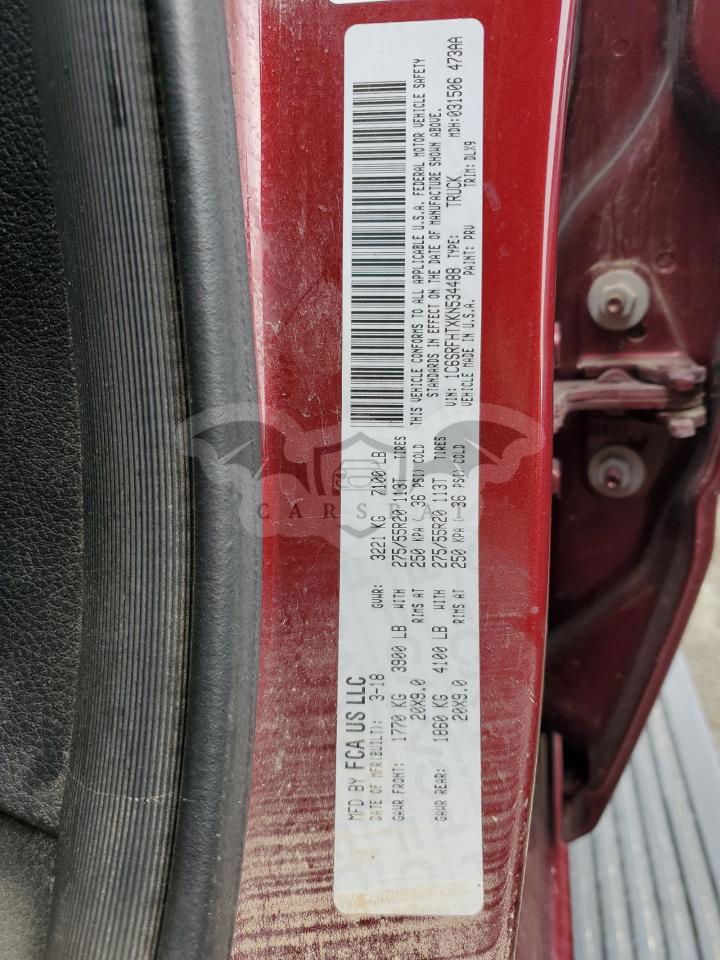 MFD BY FCA US LLC
DATE OF MFR(BUILT): 3-18 GVWR: 3221 KG 7100 LB
GAWR FRONT: 1770 KG 3900 LB WITH 275/55R20 113T TIRES
20X9.0 RIMS AT 250 KPA ( 36 PSI) COLD
GAWR REAR: 1860 KG 4100 LB WITH 275/55R20 113T TIRES
20X9.0 RIMS AT 250 KPA ( 36 PSI) COLD
THIS VEHICLE CONFORMS TO ALL APPLICABLE U.S.A. FEDERAL MOTOR VEHICLE SAFETY
STANDARDS IN EFFECT ON THE DATE OF MANUFACTURE SHOWN ABOVE.
VIN: 1C6SRFHTXKN534488 TYPE: TRUCK MDH:031506 473AA
VEHICLE MADE IN U.S.A. PAINT: PRV TRIM: DLX9
CARSBAT